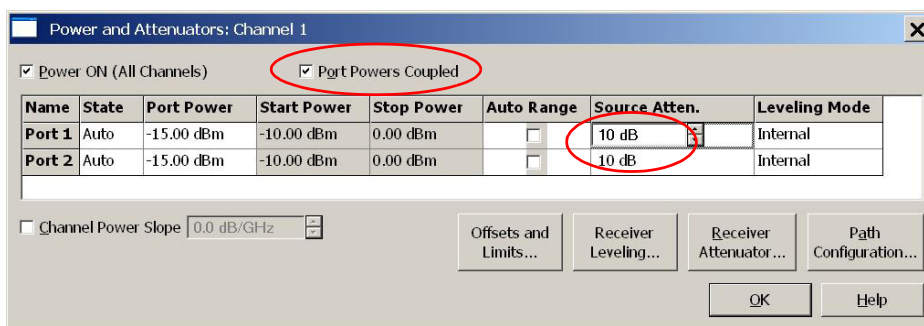 Power and Attenuators: Channel 1
Power ON (All Channels) Port Powers Coupled
Name State Port Power Start Power Stop Power Auto Range Source Atten. Leveling Mode
Port 1 Auto -15.00 dBm -10.00 dBm 0.00 dBm 10 dB Internal
Port 2 Auto -15.00 dBm -10.00 dBm 0.00 dBm 10 dB Internal
Channel Power Slope 0.0 dB/GHz
Offsets and Limits...
Receiver Leveling...
Receiver Attenuator...
Path Configuration...
OK Help